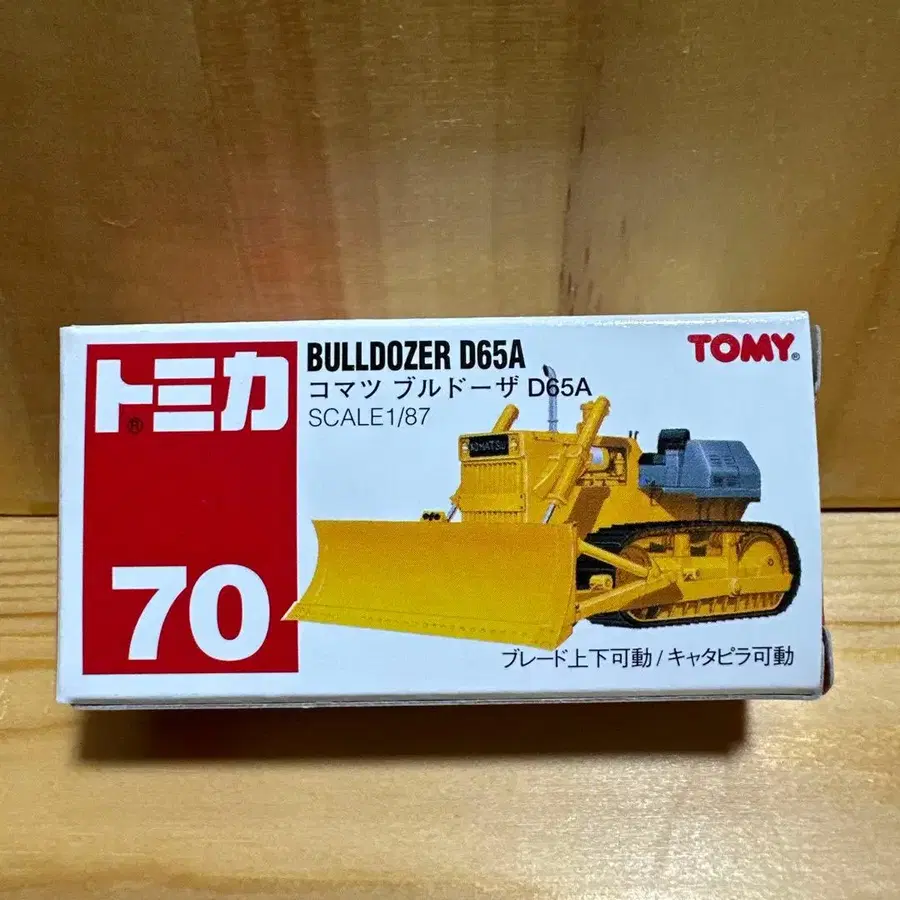 トミカ®
70
BULLDOZER D65A
コマツ ブルドーザ D65A
SCALE1/87
TOMY®
KOMATSU
ブレード上下可動/キャタピラ可動